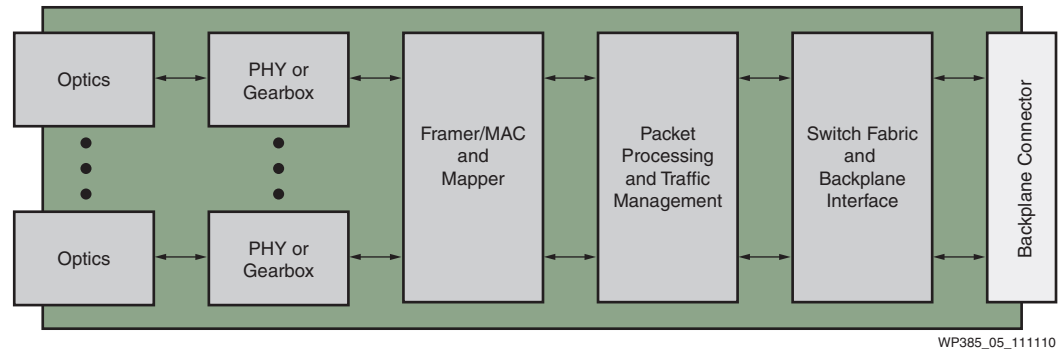 Optics
PHY or
Gearbox
Framer/MAC
and
Mapper
Packet
Processing
and Traffic
Management
Switch Fabric
and
Backplane
Interface
Backplane Connector
Optics
PHY or
Gearbox
WP385_05_111110